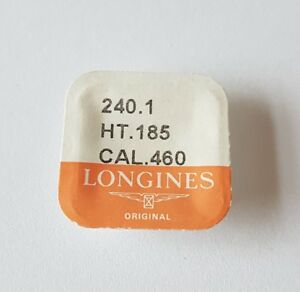 240.1
HT.185
CAL.460
LONGINES
ORIGINAL